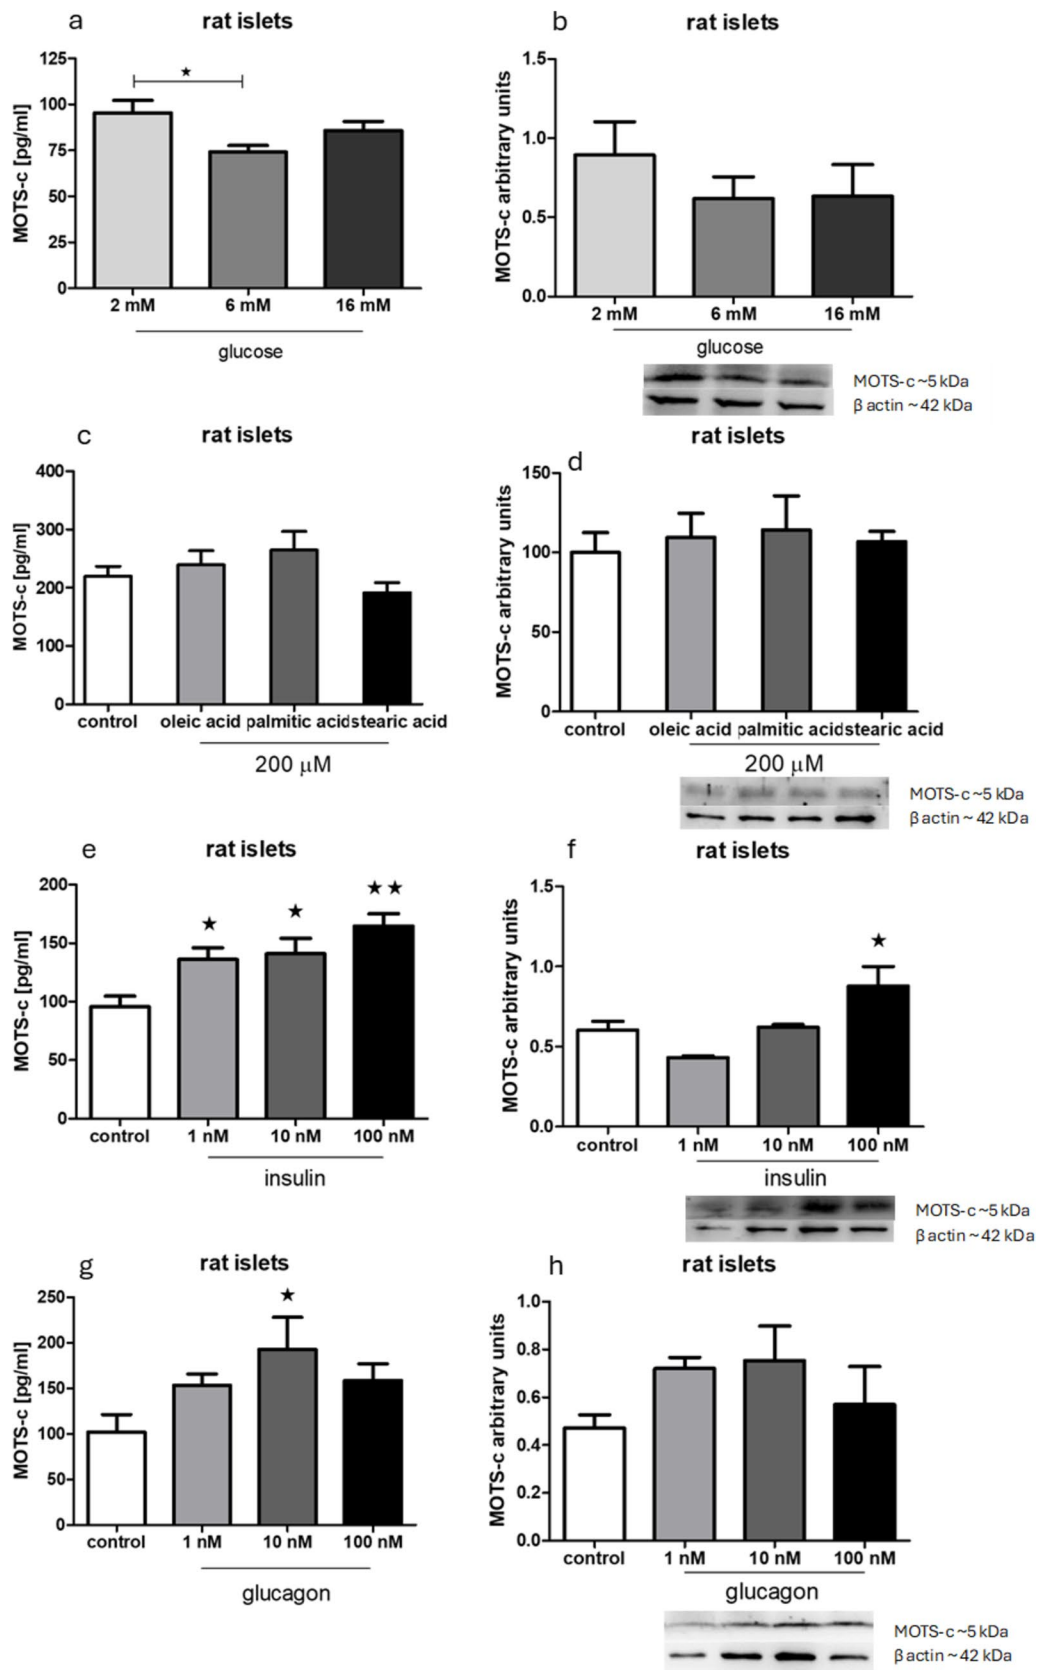 a
rat islets
MOTS-c [pg/ml]
125
100
75
50
25
0
★
2 mM 6 mM 16 mM
glucose
b
rat islets
MOTS-c arbitrary units
1.5
1.0
0.5
0.0
2 mM 6 mM 16 mM
glucose
MOTS-c ~5 kDa
β actin ~ 42 kDa
c
rat islets
MOTS-c [pg/ml]
400
300
200
100
0
control oleic acid palmitic acid stearic acid
200 μM
d
rat islets
MOTS-c arbitrary units
150
100
50
0
control oleic acid palmitic acid stearic acid
200 μM
MOTS-c ~5 kDa
β actin ~ 42 kDa
e
rat islets
MOTS-c [pg/ml]
200
150
100
50
0
★ ★ ★★
control 1 nM 10 nM 100 nM
insulin
f
rat islets
MOTS-c arbitrary units
1.5
1.0
0.5
0.0
★
control 1 nM 10 nM 100 nM
insulin
MOTS-c ~5 kDa
β actin ~ 42 kDa
g
rat islets
MOTS-c [pg/ml]
250
200
150
100
50
0
★
control 1 nM 10 nM 100 nM
glucagon
h
rat islets
MOTS-c arbitrary units
1.0
0.8
0.6
0.4
0.2
0.0
control 1 nM 10 nM 100 nM
glucagon
MOTS-c ~5 kDa
β actin ~ 42 kDa